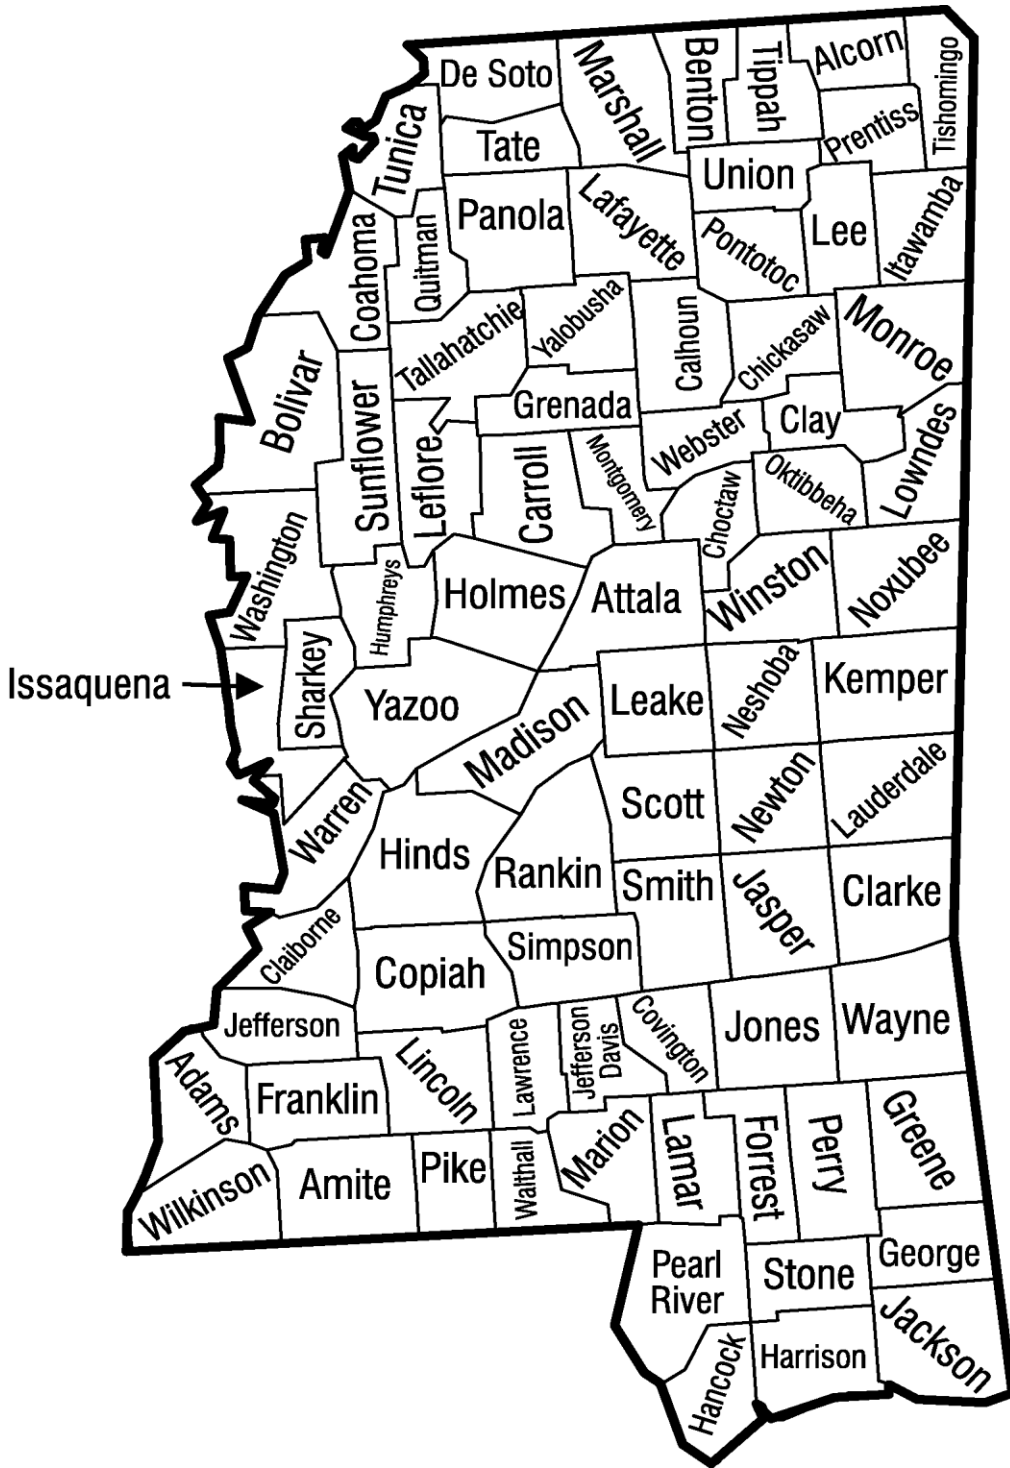 De Soto
Marshall
Benton
Tippah
Alcorn
Tishomingo
Tunica
Tate
Prentiss
Union
Panola
Lafayette
Pontotoc
Lee
Itawamba
Coahoma
Quitman
Tallahatchie
Yalobusha
Calhoun
Chickasaw
Monroe
Bolivar
Sunflower
Leflore
Grenada
Carroll
Montgomery
Webster
Clay
Choctaw
Oktibbeha
Lowndes
Washington
Humphreys
Holmes
Attala
Winston
Noxubee
Issaquena
Sharkey
Yazoo
Madison
Leake
Neshoba
Kemper
Warren
Hinds
Rankin
Scott
Newton
Lauderdale
Smith
Jasper
Clarke
Claiborne
Copiah
Simpson
Jefferson
Lawrence
Jefferson
Davis
Covington
Jones
Wayne
Adams
Franklin
Lincoln
Wilkinson
Amite
Pike
Walthall
Marion
Lamar
Forrest
Perry
Greene
Pearl
River
Stone
George
Hancock
Harrison
Jackson